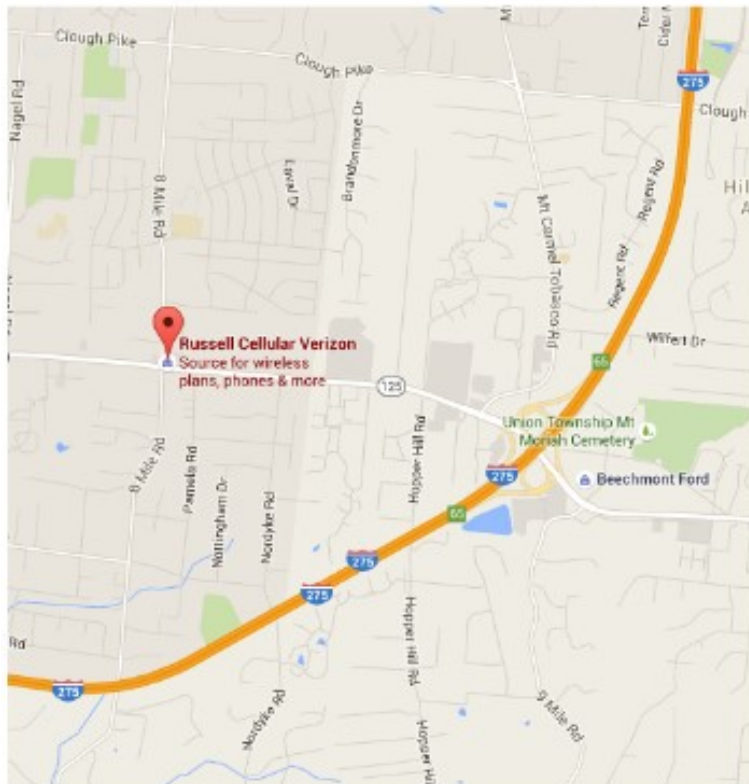 Clough Pike
Clough Pike
Nagel Rd
8 Mile Rd
Brandonmore Dr
275
Clough
Regent Rd
Regent Rd
Mt Carmel Tobasco Rd
Wilfert Dr
Russell Cellular Verizon
Source for wireless
plans, phones & more
125
65
Union Township Mt
Moriah Cemetery
Beechmont Ford
275
65
Hopper Hill Rd
8 Mile Rd
Pamela Rd
Nottingham Dr
Nordyke Rd
275
275
Hopper Hill Rd
Rd
275
Nordyke Rd
9 Mile Rd